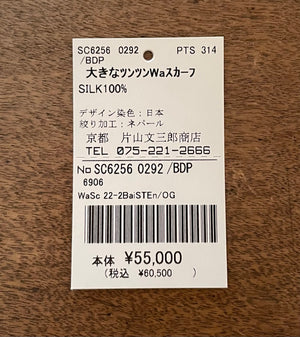 SC6256 0292 PTS 314
/BDP
大きなツンツンWaスカーフ
SILK100%
デザイン染色：日本
絞り加工：ネパール
京都 片山文三郎商店
TEL 075-221-2666
No SC6256 0292 /BDP
6906
WaSc 22-2BaiSTEn/OG
本体 ¥55,000
(税込 ¥60,500 )